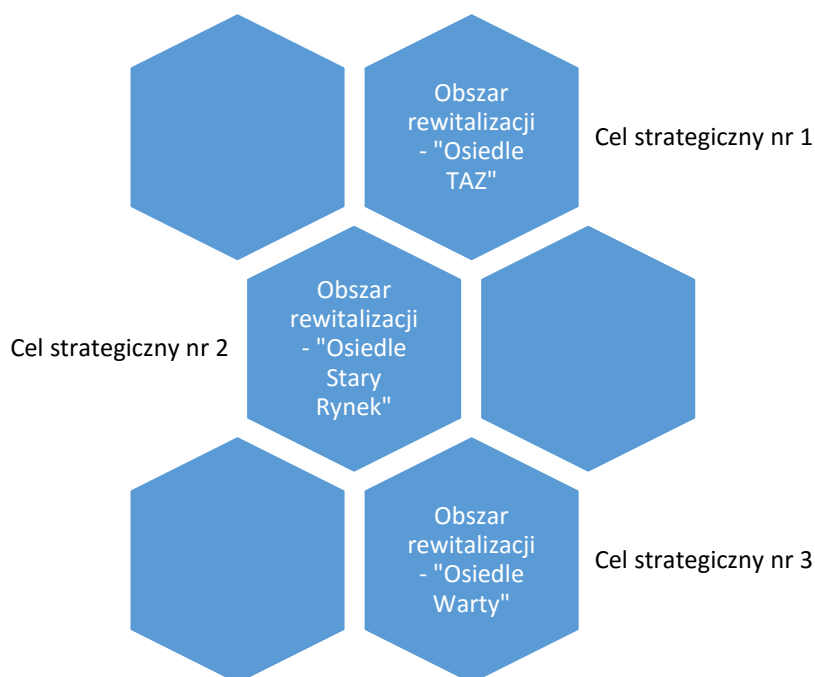 Obszar
rewitalizacji
- "Osiedle
TAZ"
Cel strategiczny nr 1
Cel strategiczny nr 2
Obszar
rewitalizacji
- "Osiedle
Stary
Rynek"
Obszar
rewitalizacji
- "Osiedle
Warty"
Cel strategiczny nr 3